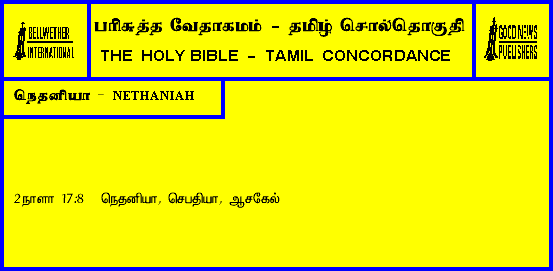 BELLWETHER
INTERNATIONAL
பரிசுத்த வேதாகமம் - தமிழ் சொல்தொகுதி
THE HOLY BIBLE - TAMIL CONCORDANCE
GOOD NEWS
PUBLISHERS
நெதனியா - NETHANIAH
2நாளா 17:8 நெதனியா, செபதியா, ஆசகேல்